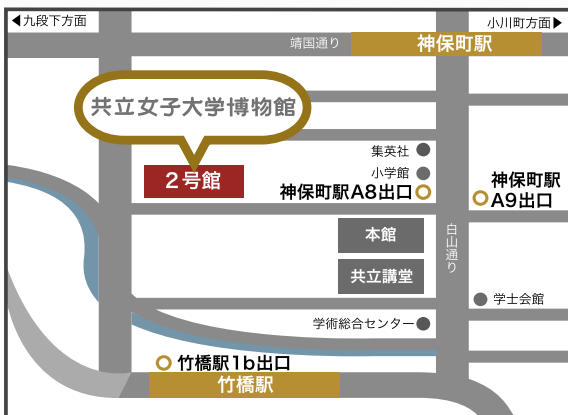 ◀九段下方面
小川町方面▶
靖国通り
神保町駅
共立女子大学博物館
集英社
小学館
2号館
神保町駅A8出口
神保町駅
A9出口
本館
白山通り
共立講堂
学士会館
学術総合センター
竹橋駅1b出口
竹橋駅